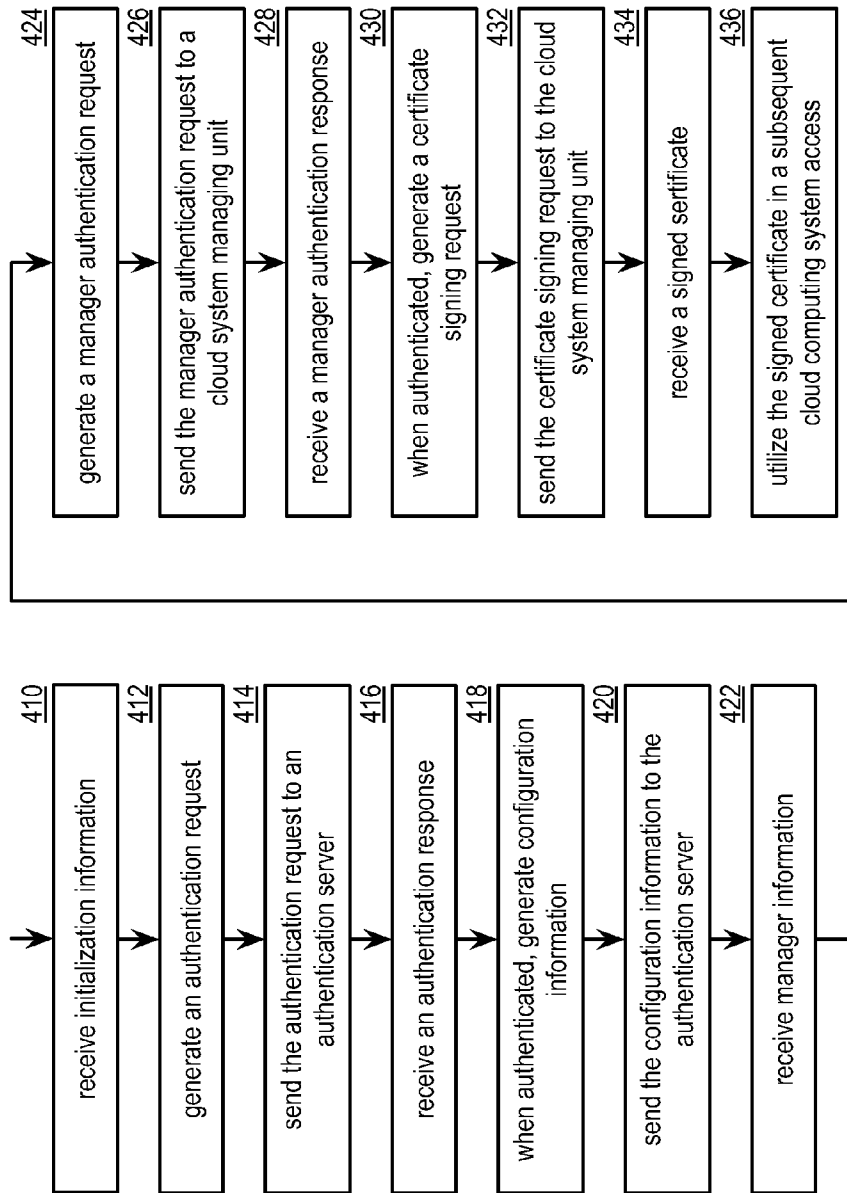 410
receive initialization information
412
generate an authentication request
414
send the authentication request to an
authentication server
416
receive an authentication response
418
when authenticated, generate configuration
information
420
send the configuration information to the
authentication server
422
receive manager information
424
generate a manager authentication request
426
send the manager authentication request to a
cloud system managing unit
428
receive a manager authentication response
430
when authenticated, generate a certificate
signing request
432
send the certificate signing request to the cloud
system managing unit
434
receive a signed sertificate
436
utilize the signed certificate in a subsequent
cloud computing system access